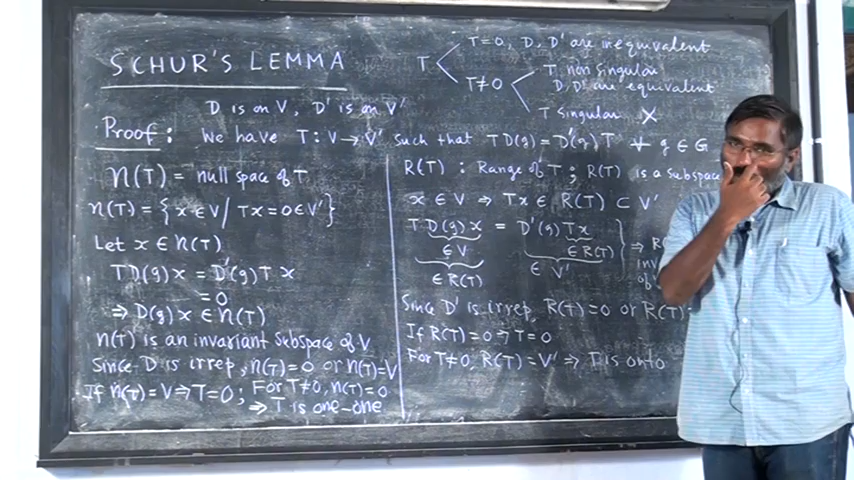 SCHUR'S LEMMA
T < T=0, D, D' are inequivalent
T≠0 < T non Singular
D, D' are equivalent
T Singular X
D is on V, D' is on V'
Proof: We have T: V → V' such that TD(g) = D'(g)T ∀ g ∈ G
η(T) = null space of T
η(T) = {x ∈ V / Tx = 0 ∈ V'}
Let x ∈ η(T)
TD(g)x = D'(g)T x
= 0
⇒ D(g)x ∈ η(T)
η(T) is an invariant Subspace of V
Since D is irrep, η(T) = 0 or η(T) = V
If η(T) = V ⇒ T = 0; For T≠0, η(T) = 0
⇒ T is one-one
R(T) : Range of T ; R(T) is a Subspace
x ∈ V ⇒ Tx ∈ R(T) ⊂ V'
T D(g)x = D'(g) Tx
∈ V ∈ R(T) } ⇒ R
∈ R(T) ∈ V'
Since D' is irrep, R(T) = 0 or R(T)
If R(T) = 0 ⇒ T = 0
For T≠0, R(T) = V' ⇒ T is onto